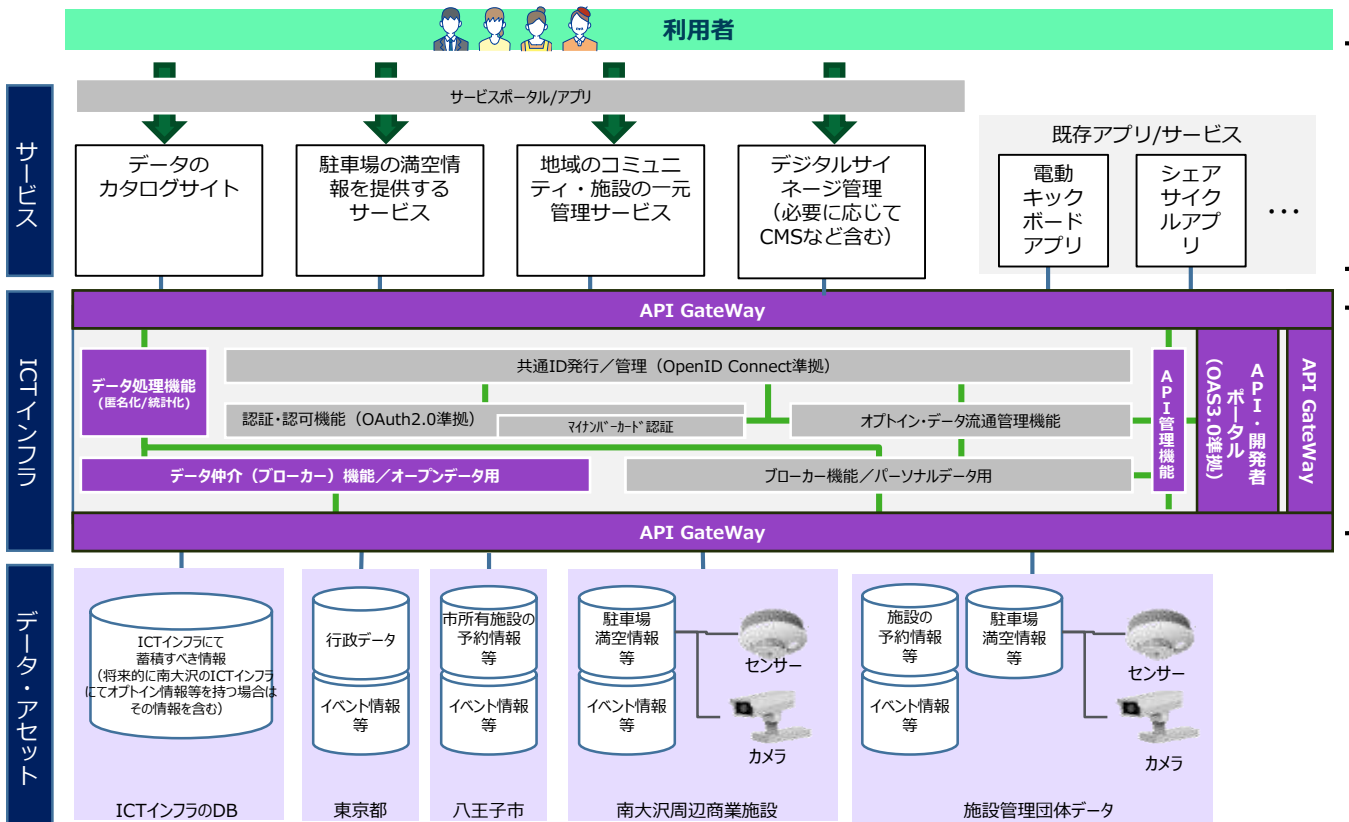 利用者
サービスポータル/アプリ
サービス
データの
カタログサイト
駐車場の満空情
報を提供する
サービス
地域のコミュニ
ティ・施設の一元
管理サービス
デジタルサイ
ネージ管理
（必要に応じて
CMSなど含む）
既存アプリ/サービス
電動
キック
ボード
アプリ
シェア
サイク
ルアプ
リ
…
ICTインフラ
API GateWay
データ処理機能
(匿名化/統計化)
共通ID発行／管理（OpenID Connect準拠）
認証・認可機能（OAuth2.0準拠）
マイナンバーカード認証
オプトイン・データ流通管理機能
データ仲介（ブローカー）機能／オープンデータ用
ブローカー機能／パーソナルデータ用
API管理機能
API・開発者
ポータル
（OAS3.0準拠）
API GateWay
API GateWay
データ・アセット
ICTインフラにて
蓄積すべき情報
（将来的に南大沢のICTインフラ
にてオプトイン情報等を持つ場合は
その情報を含む）
ICTインフラのDB
行政データ
イベント情報
等
東京都
市所有施設の
予約情報
等
イベント情報
等
八王子市
駐車場
満空情報
等
イベント情報
等
センサー
カメラ
南大沢周辺商業施設
施設の
予約情報
等
イベント情報
等
駐車場
満空情報
等
センサー
カメラ
施設管理団体データ